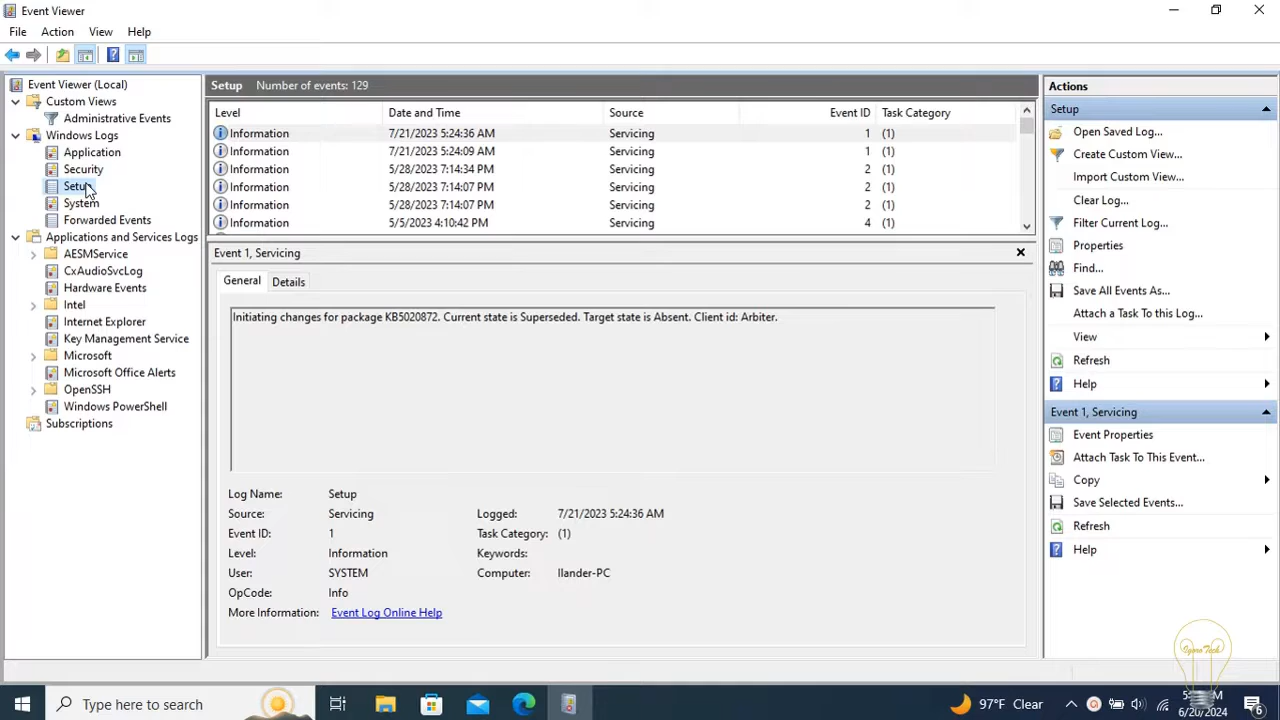 Event Viewer
File Action View Help
Event Viewer (Local)
Custom Views
Administrative Events
Windows Logs
Application
Security
Setup
System
Forwarded Events
Applications and Services Logs
AESMService
CxAudioSvcLog
Hardware Events
Intel
Internet Explorer
Key Management Service
Microsoft
Microsoft Office Alerts
OpenSSH
Windows PowerShell
Subscriptions
Setup Number of events: 129
Level Date and Time Source Event ID Task Category
Information 7/21/2023 5:24:36 AM Servicing 1 (1)
Information 7/21/2023 5:24:09 AM Servicing 1 (1)
Information 5/28/2023 7:14:34 PM Servicing 2 (1)
Information 5/28/2023 7:14:07 PM Servicing 2 (1)
Information 5/28/2023 7:14:07 PM Servicing 2 (1)
Information 5/5/2023 4:10:42 PM Servicing 4 (1)
Event 1, Servicing
General Details
Initiating changes for package KB5020872. Current state is Superseded. Target state is Absent. Client id: Arbiter.
Log Name: Setup
Source: Servicing Logged: 7/21/2023 5:24:36 AM
Event ID: 1 Task Category: (1)
Level: Information Keywords:
User: SYSTEM Computer: Ilander-PC
OpCode: Info
More Information: Event Log Online Help
Actions
Setup
Open Saved Log...
Create Custom View...
Import Custom View...
Clear Log...
Filter Current Log...
Properties
Find...
Save All Events As...
Attach a Task To this Log...
View
Refresh
Help
Event 1, Servicing
Event Properties
Attach Task To This Event...
Copy
Save Selected Events...
Refresh
Help
Type here to search
97°F Clear
6/20/2024
6